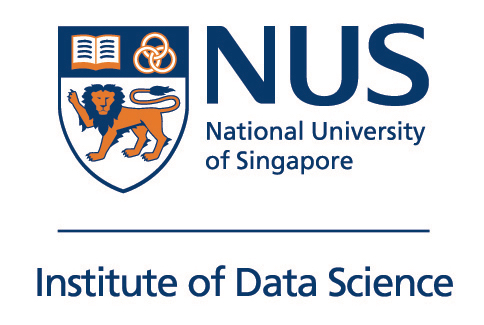 NUS
National University
of Singapore
Institute of Data Science